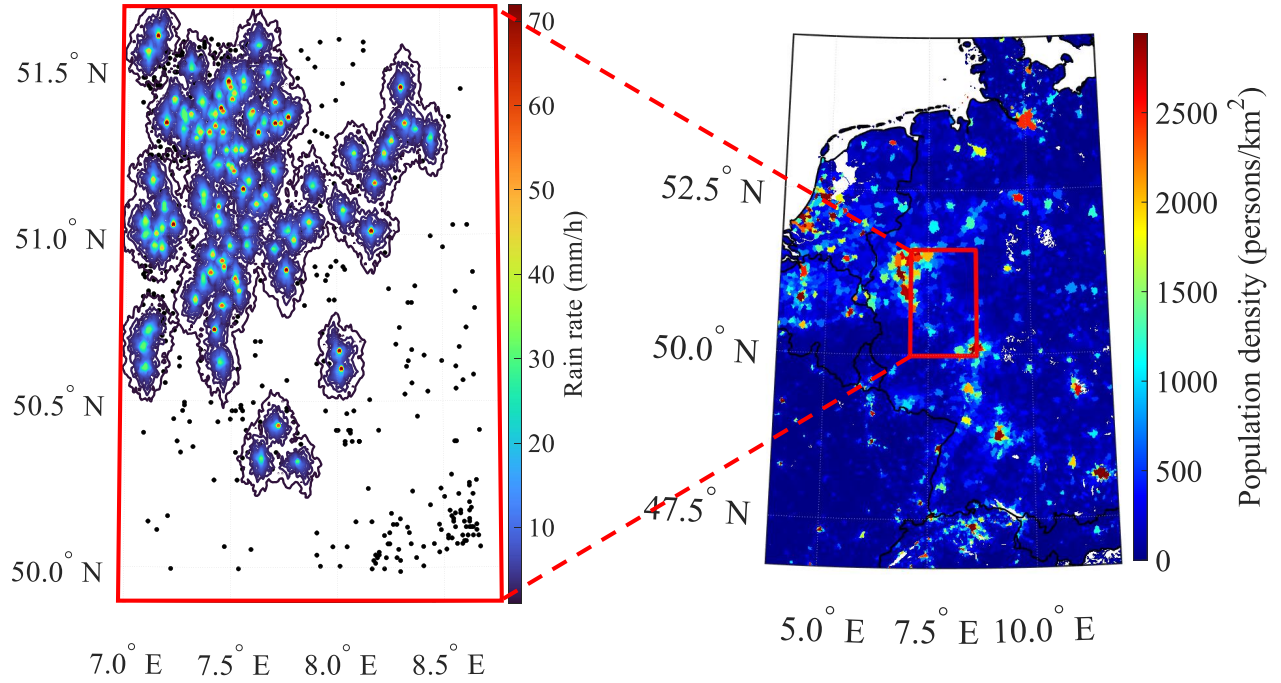 51.5° N
51.0° N
50.5° N
50.0° N
7.0° E
7.5° E
8.0° E
8.5° E
70
60
50
40
30
20
10
Rain rate (mm/h)
52.5° N
50.0° N
47.5° N
5.0° E
7.5° E
10.0° E
2500
2000
1500
1000
500
0
Population density (persons/km²)